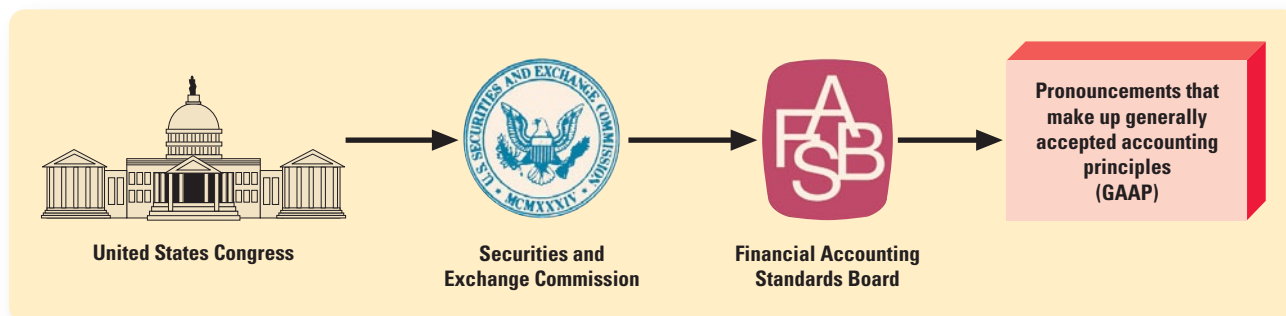 U.S. SECURITIES AND EXCHANGE COMMISSION
MCMXXXIV
FASB
Pronouncements that
make up generally
accepted accounting
principles
(GAAP)
United States Congress
Securities and
Exchange Commission
Financial Accounting
Standards Board